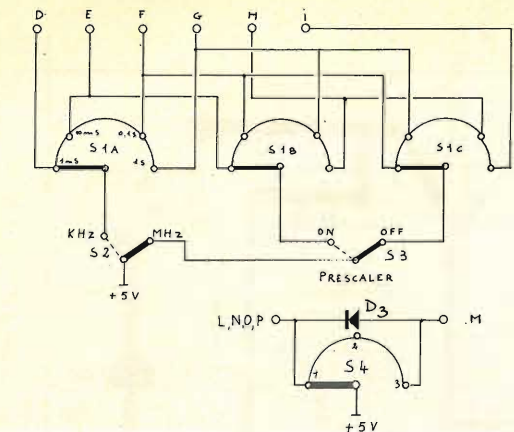 D E F G H i
10mS 0,1S
S1A S1B S1C
1mS 1S
KHz MHz ON OFF
S2 S3
+5V
PRESCALER
L,N,O,P D3 .M
2
S4
1 3
+5V